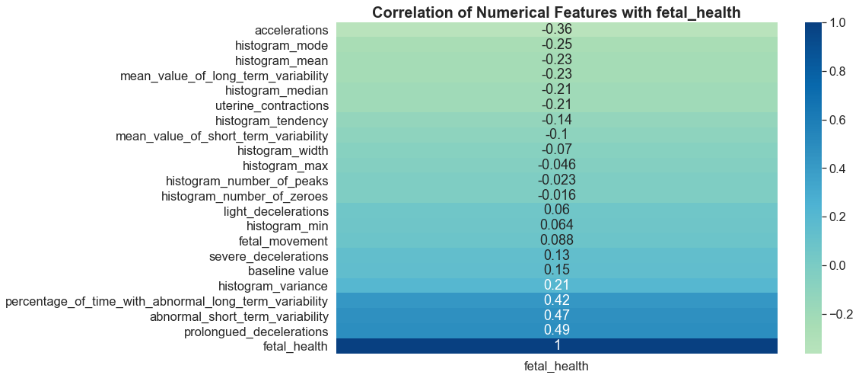 Correlation of Numerical Features with fetal_health
accelerations -0.36
histogram_mode -0.25
histogram_mean -0.23
mean_value_of_long_term_variability -0.23
histogram_median -0.21
uterine_contractions -0.21
histogram_tendency -0.14
mean_value_of_short_term_variability -0.1
histogram_width -0.07
histogram_max -0.046
histogram_number_of_peaks -0.023
histogram_number_of_zeroes -0.016
light_decelerations 0.06
histogram_min 0.064
fetal_movement 0.088
severe_decelerations 0.13
baseline value 0.15
histogram_variance 0.21
percentage_of_time_with_abnormal_long_term_variability 0.42
abnormal_short_term_variability 0.47
prolongued_decelerations 0.49
fetal_health 1
fetal_health
1.0
0.8
0.6
0.4
0.2
0.0
−0.2